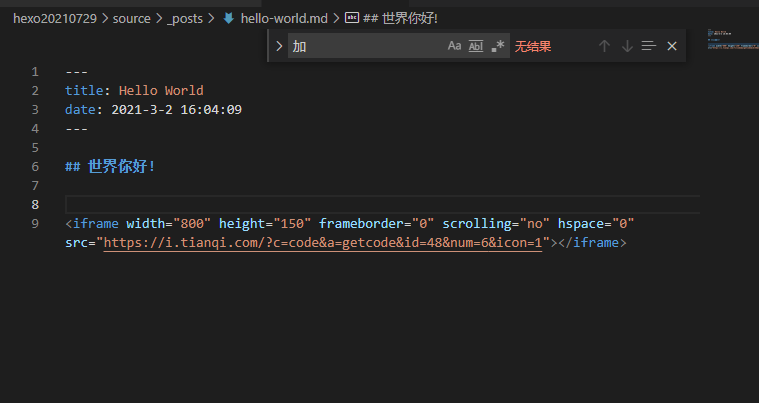 hexo20210729 > source > _posts > hello-world.md > ## 世界你好!
加 Aa Abl .* 无结果
1 ---
2 title: Hello World
3 date: 2021-3-2 16:04:09
4 ---
5
6 ## 世界你好!
7
8
9 <iframe width="800" height="150" frameborder="0" scrolling="no" hspace="0"
src="https://i.tianqi.com/?c=code&a=getcode&id=48&num=6&icon=1"></iframe>